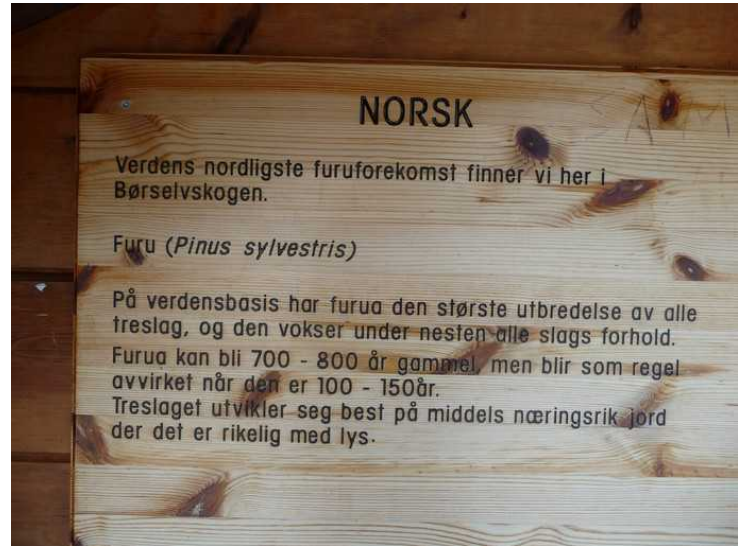 NORSK
SAMI
Verdens nordligste furuforekomst finner vi her i
Børselvskogen.
Furu (Pinus sylvestris)
På verdensbasis har furua den største utbredelse av alle
treslag, og den vokser under nesten alle slags forhold.
Furua kan bli 700 - 800 år gammel, men blir som regel
avvirket når den er 100 - 150år.
Treslaget utvikler seg best på middels næringsrik jord
der det er rikelig med lys.